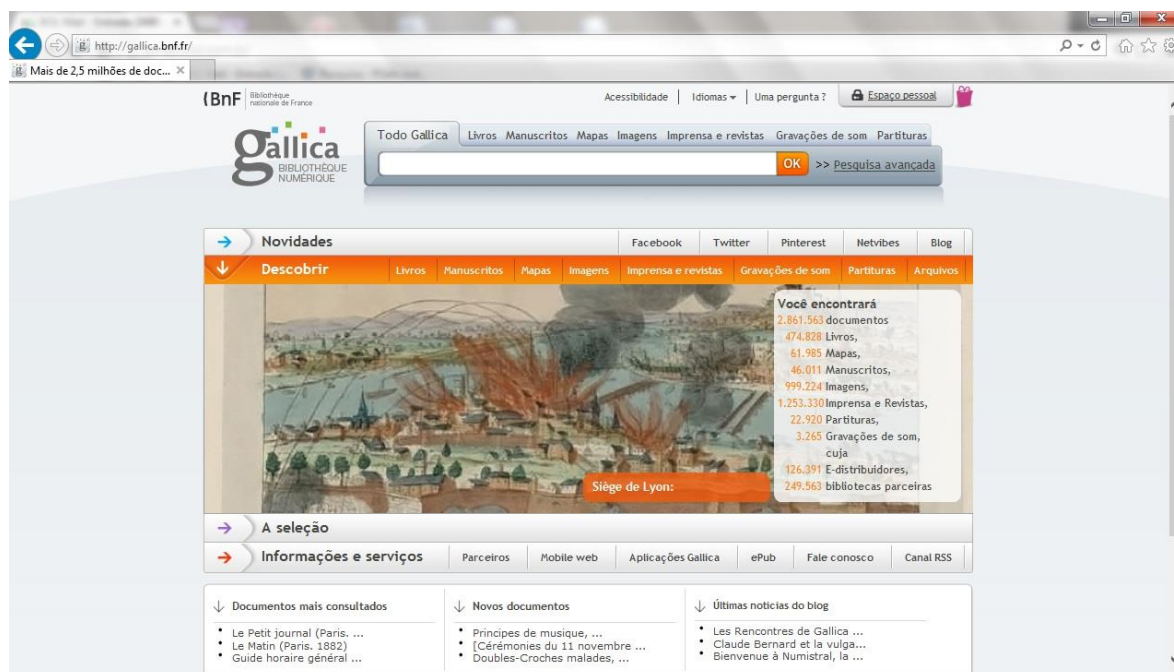 http://gallica.bnf.fr/
Mais de 2,5 milhões de doc...
{BnF Bibliothèque
nationale de France
Acessibilidade Idiomas Uma pergunta ? Espaço pessoal
gallica
BIBLIOTHÈQUE
NUMÉRIQUE
Todo Gallica Livros Manuscritos Mapas Imagens Imprensa e revistas Gravações de som Partituras
OK >> Pesquisa avançada
Novidades Facebook Twitter Pinterest Netvibes Blog
Descobrir Livros Manuscritos Mapas Imagens Imprensa e revistas Gravações de som Partituras Arquivos
Você encontrará
2.861.563 documentos
474.828 Livros,
61.985 Mapas,
46.011 Manuscritos,
999.224 Imagens,
1.253.330 Imprensa e Revistas,
22.920 Partituras,
3.265 Gravações de som,
cuja
126.391 E-distribuidores,
249.563 bibliotecas parceiras
Siège de Lyon:
A seleção
Informações e serviços Parceiros Mobile web Aplicações Gallica ePub Fale conosco Canal RSS
Documentos mais consultados
Le Petit journal (Paris. ...
Le Matin (Paris. 1882)
Guide horaire général ...
Novos documentos
Principes de musique, ...
[Cérémonies du 11 novembre ...
Doubles-Croches malades, ...
Últimas noticias do blog
Les Rencontres de Gallica ...
Claude Bernard et la vulga...
Bienvenue à Numistral, la ...